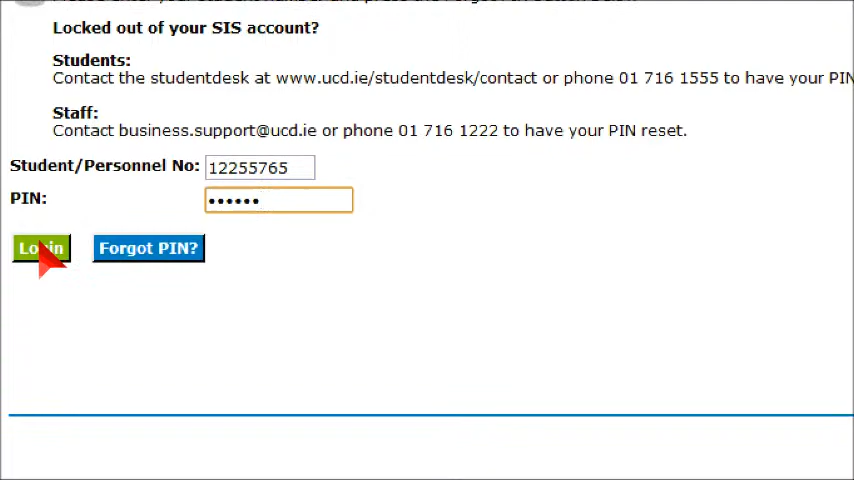 Locked out of your SIS account?
Students:
Contact the studentdesk at www.ucd.ie/studentdesk/contact or phone 01 716 1555 to have your PIN
Staff:
Contact business.support@ucd.ie or phone 01 716 1222 to have your PIN reset.
Student/Personnel No: 12255765
PIN: ••••••
Login Forgot PIN?